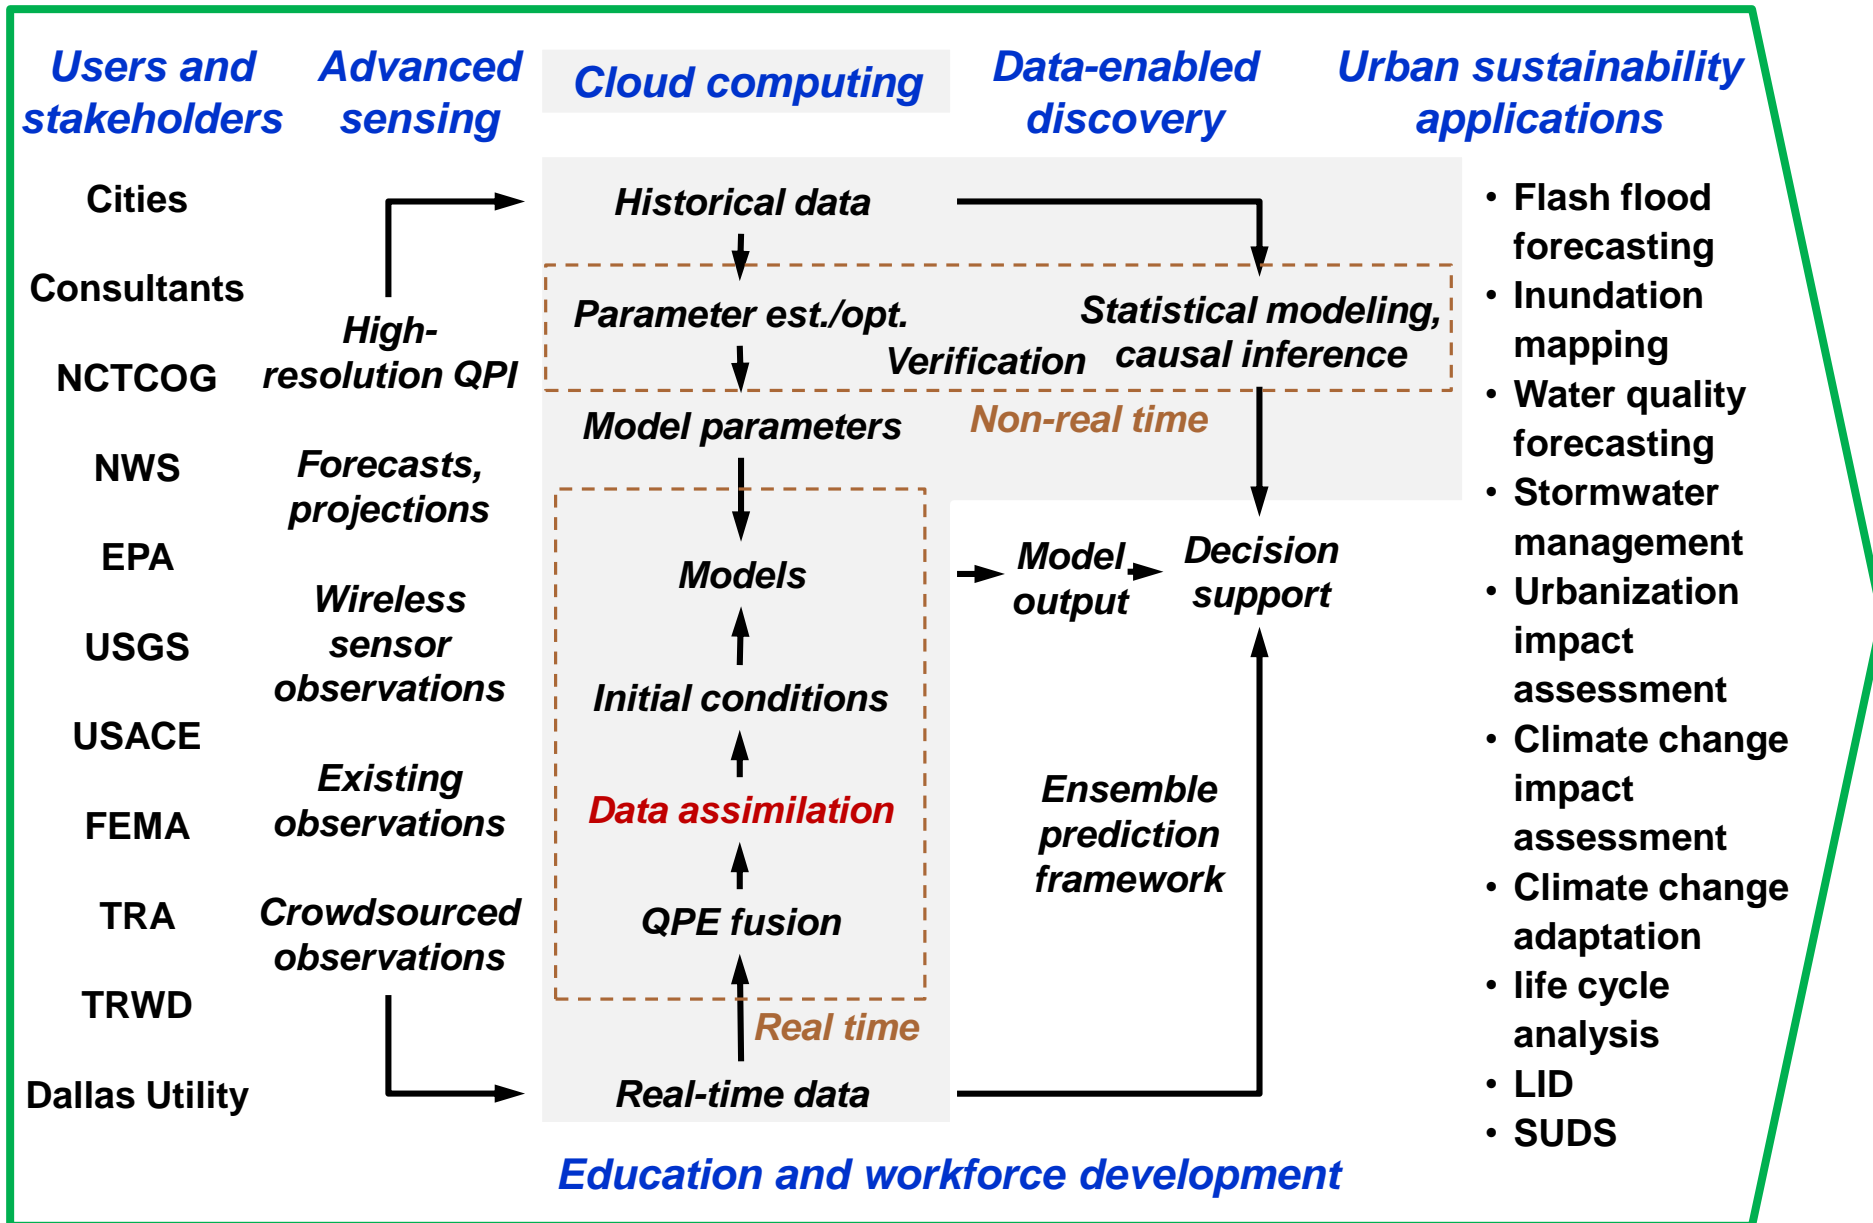 Users and
stakeholders
Advanced
sensing
Cloud computing
Data-enabled
discovery
Urban sustainability
applications
Cities
Consultants
NCTCOG
NWS
EPA
USGS
USACE
FEMA
TRA
TRWD
Dallas Utility
High-
resolution QPI
Forecasts,
projections
Wireless
sensor
observations
Existing
observations
Crowdsourced
observations
Historical data
Parameter est./opt.
Verification
Statistical modeling,
causal inference
Non-real time
Model parameters
Models
Initial conditions
Data assimilation
QPE fusion
Real time
Real-time data
Model
output
Decision
support
Ensemble
prediction
framework
• Flash flood
forecasting
• Inundation
mapping
• Water quality
forecasting
• Stormwater
management
• Urbanization
impact
assessment
• Climate change
impact
assessment
• Climate change
adaptation
• life cycle
analysis
• LID
• SUDS
Education and workforce development